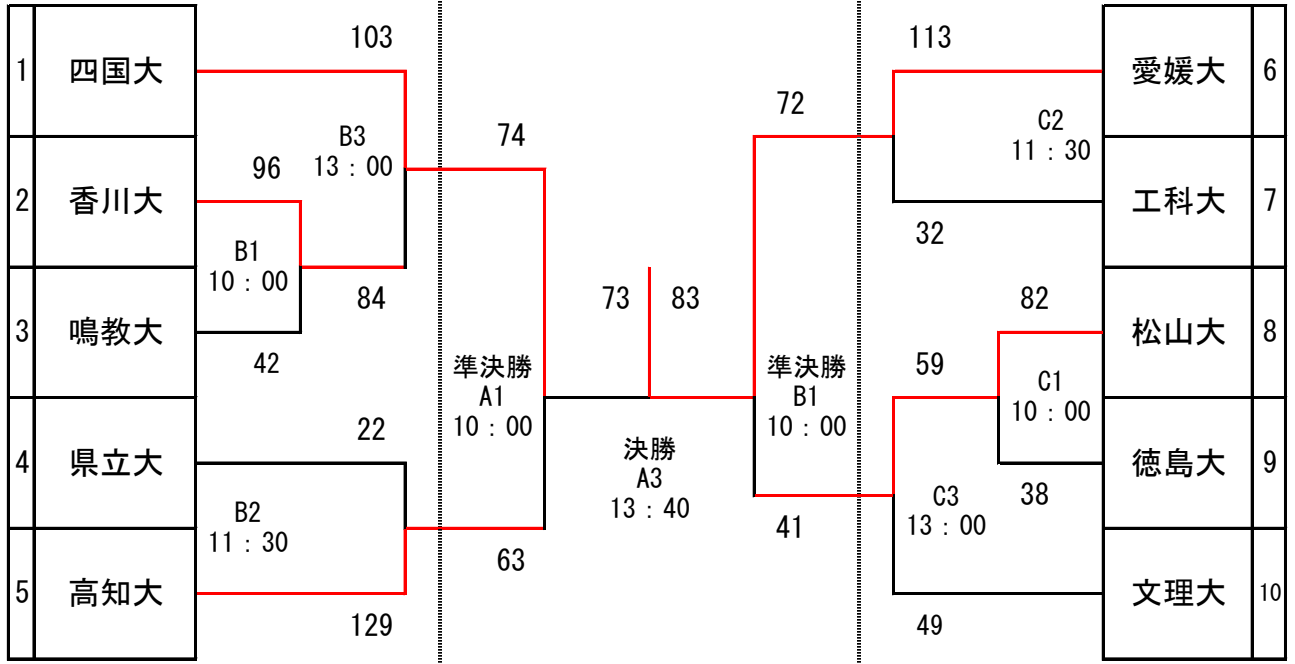 103
113
1
四国大
愛媛大
6
72
B3
13：00
74
C2
11：30
96
2
香川大
工科大
7
32
B1
10：00
84
73
83
82
3
鳴教大
松山大
8
42
準決勝
A1
10：00
準決勝
B1
10：00
59
C1
10：00
22
決勝
A3
13：40
4
県立大
徳島大
9
38
B2
11：30
C3
13：00
41
63
5
高知大
文理大
10
129
49